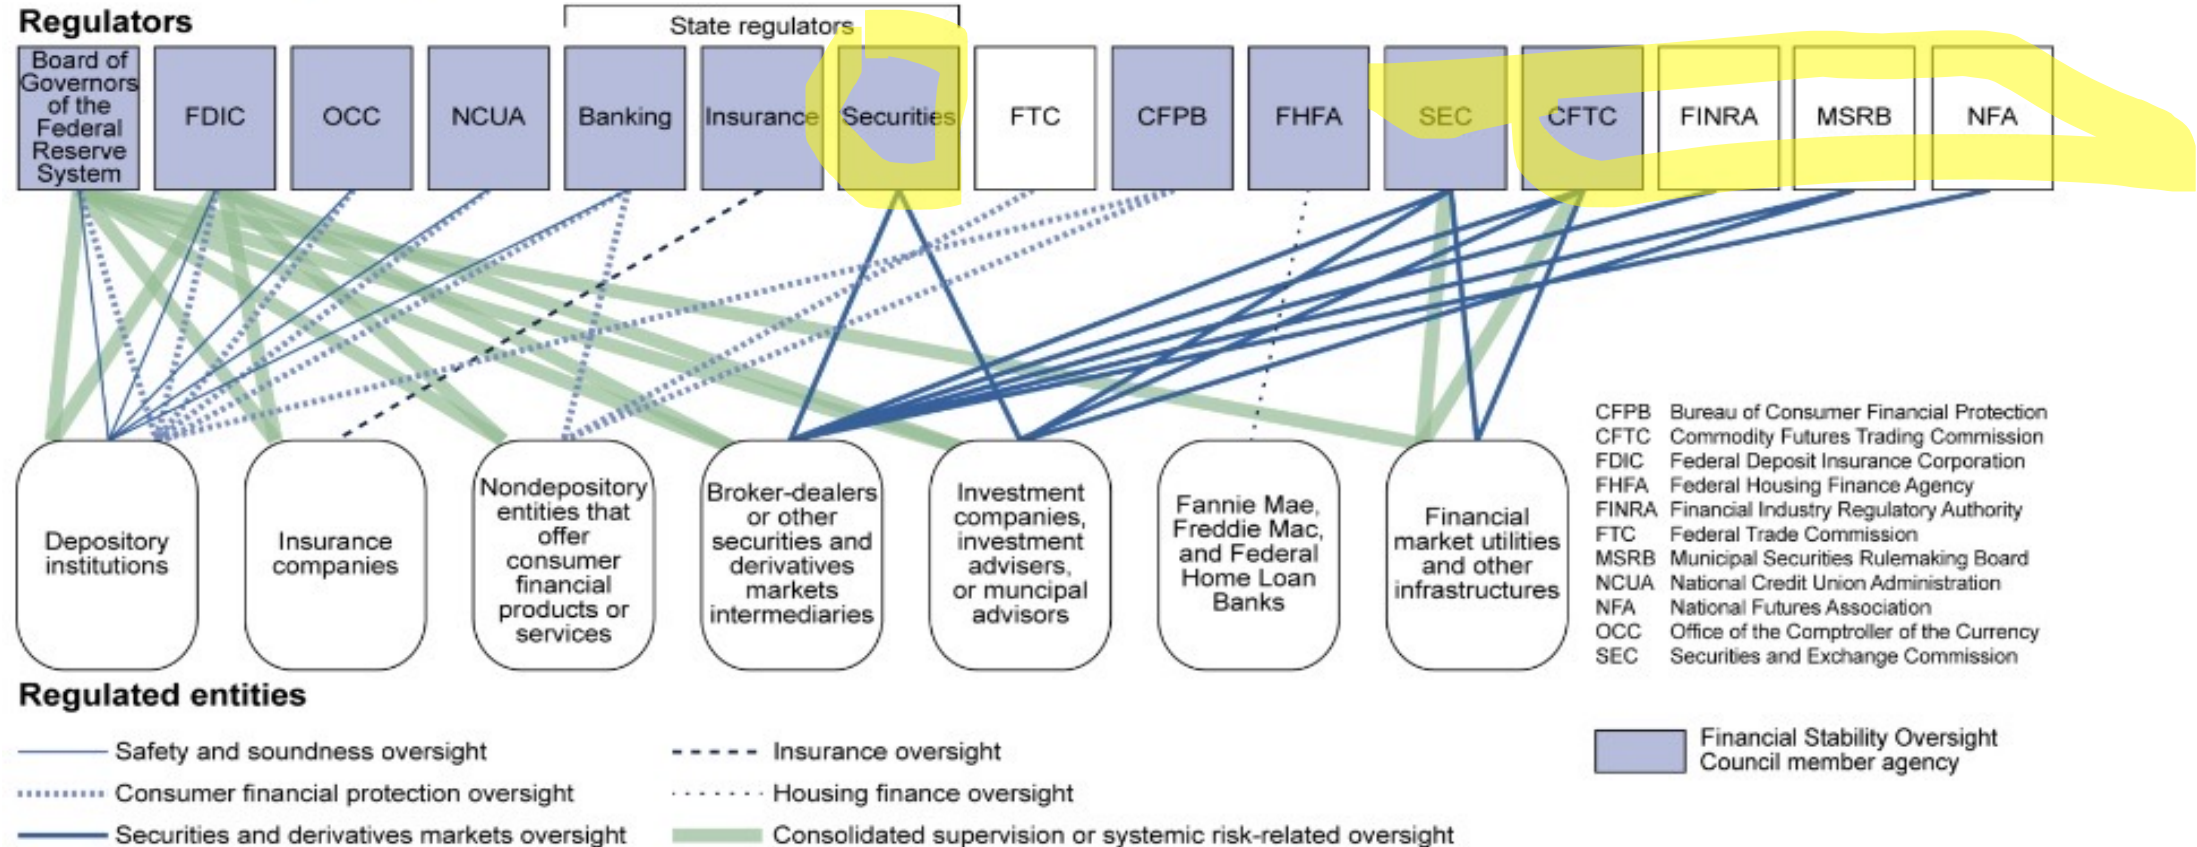 Regulators
State regulators
Board of
Governors
of the
Federal
Reserve
System
FDIC
OCC
NCUA
Banking
Insurance
Securities
FTC
CFPB
FHFA
SEC
CFTC
FINRA
MSRB
NFA
Depository
institutions
Insurance
companies
Nondepository
entities that
offer
consumer
financial
products or
services
Broker-dealers
or other
securities and
derivatives
markets
intermediaries
Investment
companies,
investment
advisers,
or muncipal
advisors
Fannie Mae,
Freddie Mac,
and Federal
Home Loan
Banks
Financial
market utilities
and other
infrastructures
CFPB Bureau of Consumer Financial Protection
CFTC Commodity Futures Trading Commission
FDIC Federal Deposit Insurance Corporation
FHFA Federal Housing Finance Agency
FINRA Financial Industry Regulatory Authority
FTC Federal Trade Commission
MSRB Municipal Securities Rulemaking Board
NCUA National Credit Union Administration
NFA National Futures Association
OCC Office of the Comptroller of the Currency
SEC Securities and Exchange Commission
Regulated entities
Safety and soundness oversight
Consumer financial protection oversight
Securities and derivatives markets oversight
Insurance oversight
Housing finance oversight
Consolidated supervision or systemic risk-related oversight
Financial Stability Oversight
Council member agency